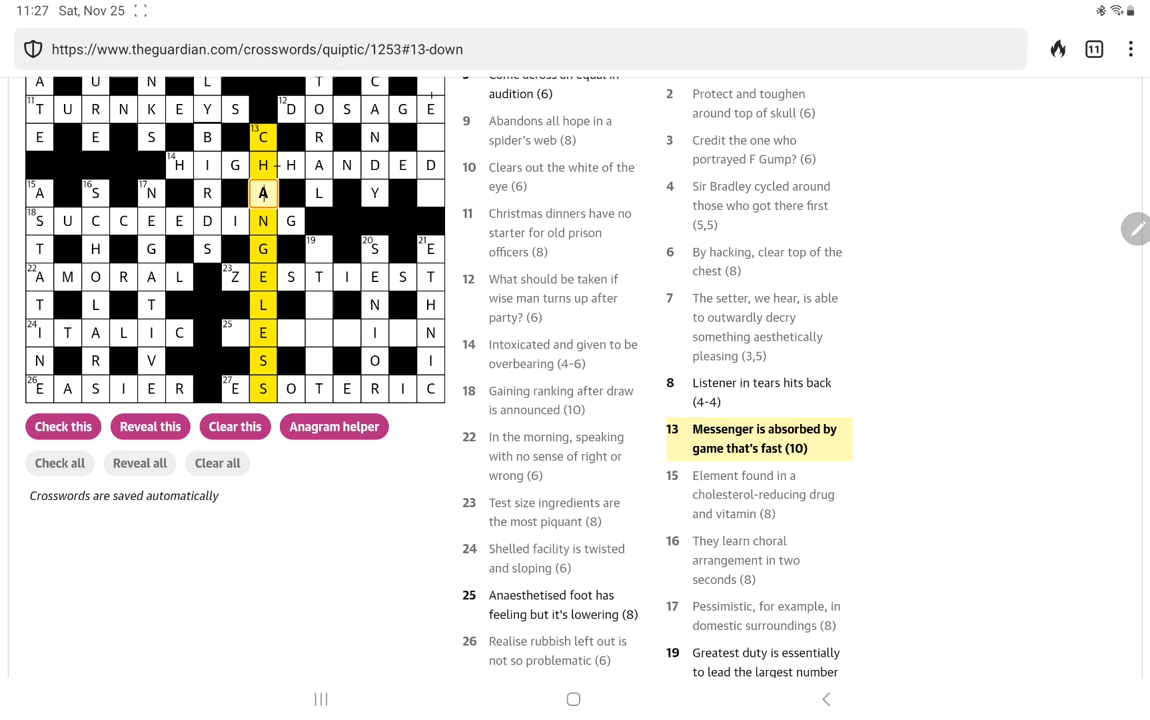 11:27 Sat, Nov 25
https://www.theguardian.com/crosswords/quiptic/1253#13-down
11
A U N L T C
11 T U R N K E Y S 12 D O S A G E
E E S B 13 C R N
14 H I G H H A N D E D
15 A 16 S 17 N R A L Y
18 S U C C E E D I N G
T H G S G 19 20 S 21 E
22 A M O R A L 23 Z E S T I E S T
T L T L N H
24 I T A L I C 25 E I N
N R V S O I
26 E A S I E R 27 E S O T E R I C
Check this
Reveal this
Clear this
Anagram helper
Check all
Reveal all
Clear all
Crosswords are saved automatically
audition (6)
9 Abandons all hope in a
spider's web (8)
10 Clears out the white of the
eye (6)
11 Christmas dinners have no
starter for old prison
officers (8)
12 What should be taken if
wise man turns up after
party? (6)
14 Intoxicated and given to be
overbearing (4-6)
18 Gaining ranking after draw
is announced (10)
22 In the morning, speaking
with no sense of right or
wrong (6)
23 Test size ingredients are
the most piquant (8)
24 Shelled facility is twisted
and sloping (6)
25 Anaesthetised foot has
feeling but it's lowering (8)
26 Realise rubbish left out is
not so problematic (6)
2 Protect and toughen
around top of skull (6)
3 Credit the one who
portrayed F Gump? (6)
4 Sir Bradley cycled around
those who got there first
(5,5)
6 By hacking, clear top of the
chest (8)
7 The setter, we hear, is able
to outwardly decry
something aesthetically
pleasing (3,5)
8 Listener in tears hits back
(4-4)
13 Messenger is absorbed by
game that's fast (10)
15 Element found in a
cholesterol-reducing drug
and vitamin (8)
16 They learn choral
arrangement in two
seconds (8)
17 Pessimistic, for example, in
domestic surroundings (8)
19 Greatest duty is essentially
to lead the largest number